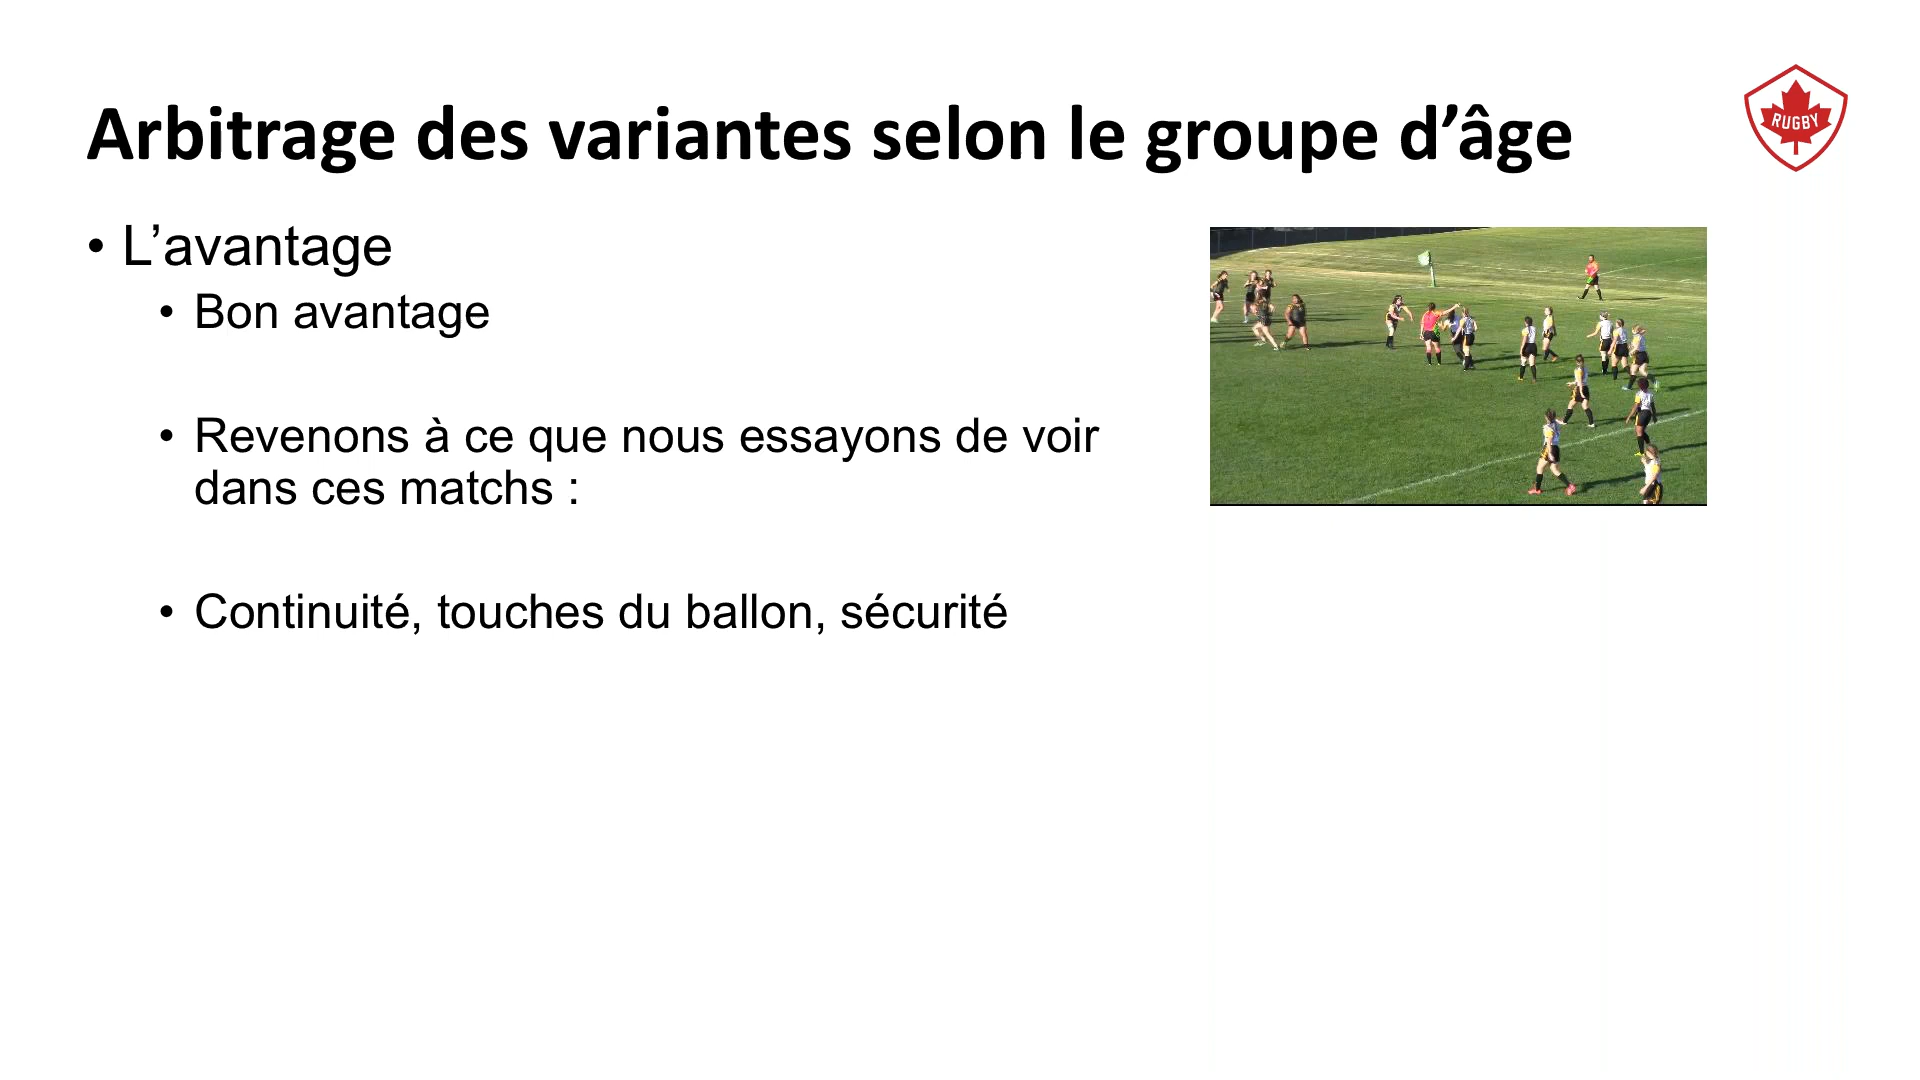 Arbitrage des variantes selon le groupe d’âge
RUGBY
• L’avantage
• Bon avantage
• Revenons à ce que nous essayons de voir
dans ces matchs :
• Continuité, touches du ballon, sécurité